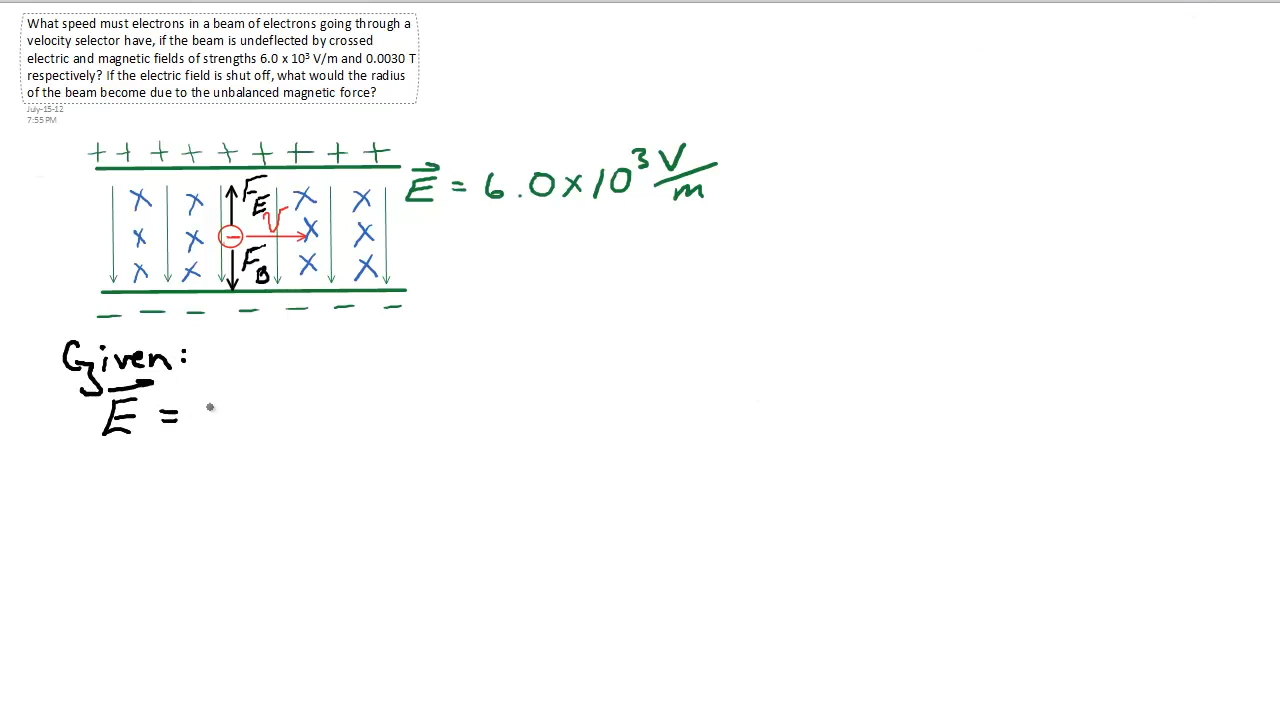 What speed must electrons in a beam of electrons going through a
velocity selector have, if the beam is undeflected by crossed
electric and magnetic fields of strengths 6.0 x 10³ V/m and 0.0030 T
respectively? If the electric field is shut off, what would the radius
of the beam become due to the unbalanced magnetic force?
July-15-12
7:55 PM
+ + + + + + + + +
E⃗ = 6.0 x 10³ V/m
x x F_E x x
x x - V x x
x x F_B x x
_ _ _ _ _ _ _
Given:
E⃗ =